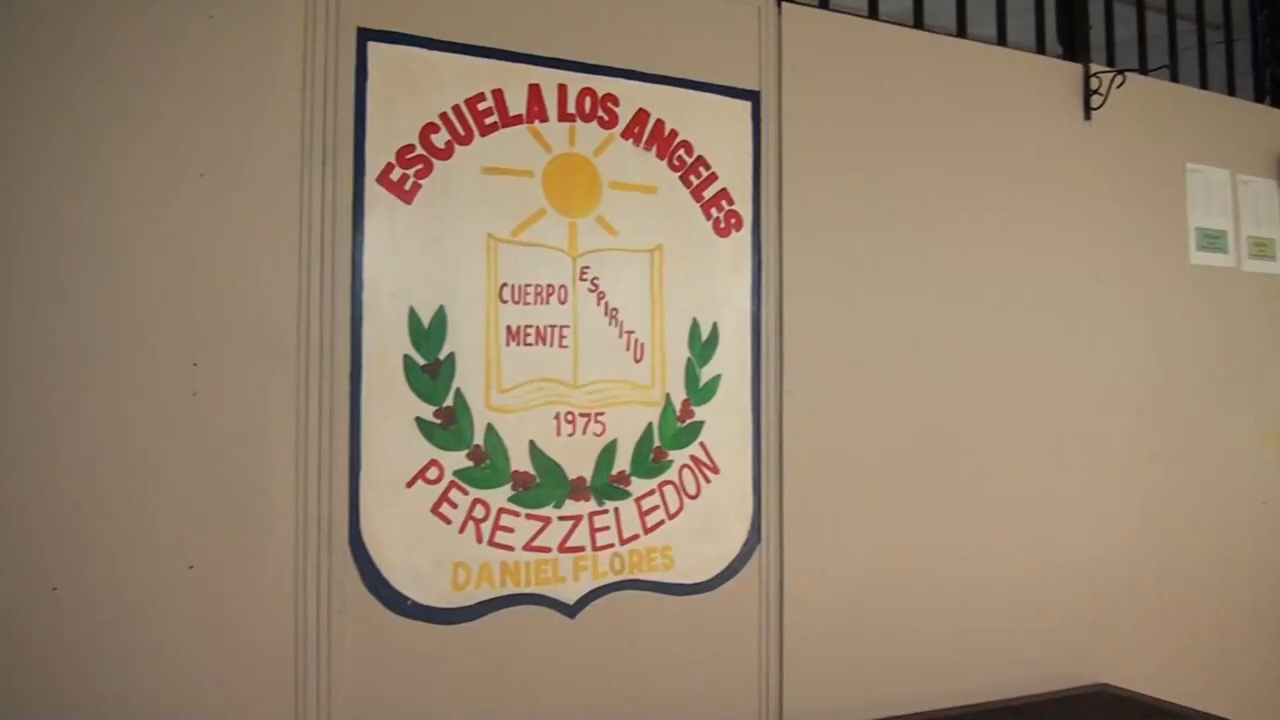 ESCUELA LOS ANGELES
CUERPO
MENTE
ESPIRITU
1975
PEREZZELEDON
DANIEL FLORES